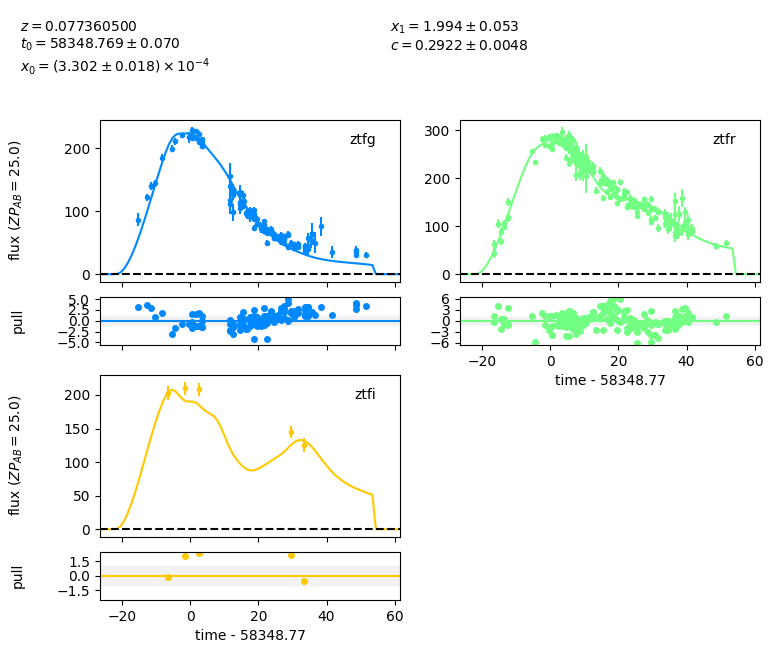 z = 0.077360500
t₀ = 58348.769 ± 0.070
x₀ = (3.302 ± 0.018) × 10⁻⁴
x₁ = 1.994 ± 0.053
c = 0.2922 ± 0.0048
flux (ZP_AB = 25.0)
200
100
0
ztfg
300
200
100
0
ztfr
pull
5.0
2.5
0.0
−2.5
−5.0
6
3
0
−3
−6
−20
0
20
40
60
time - 58348.77
flux (ZP_AB = 25.0)
200
150
100
50
0
ztfi
pull
1.5
0.0
−1.5
−20
0
20
40
60
time - 58348.77